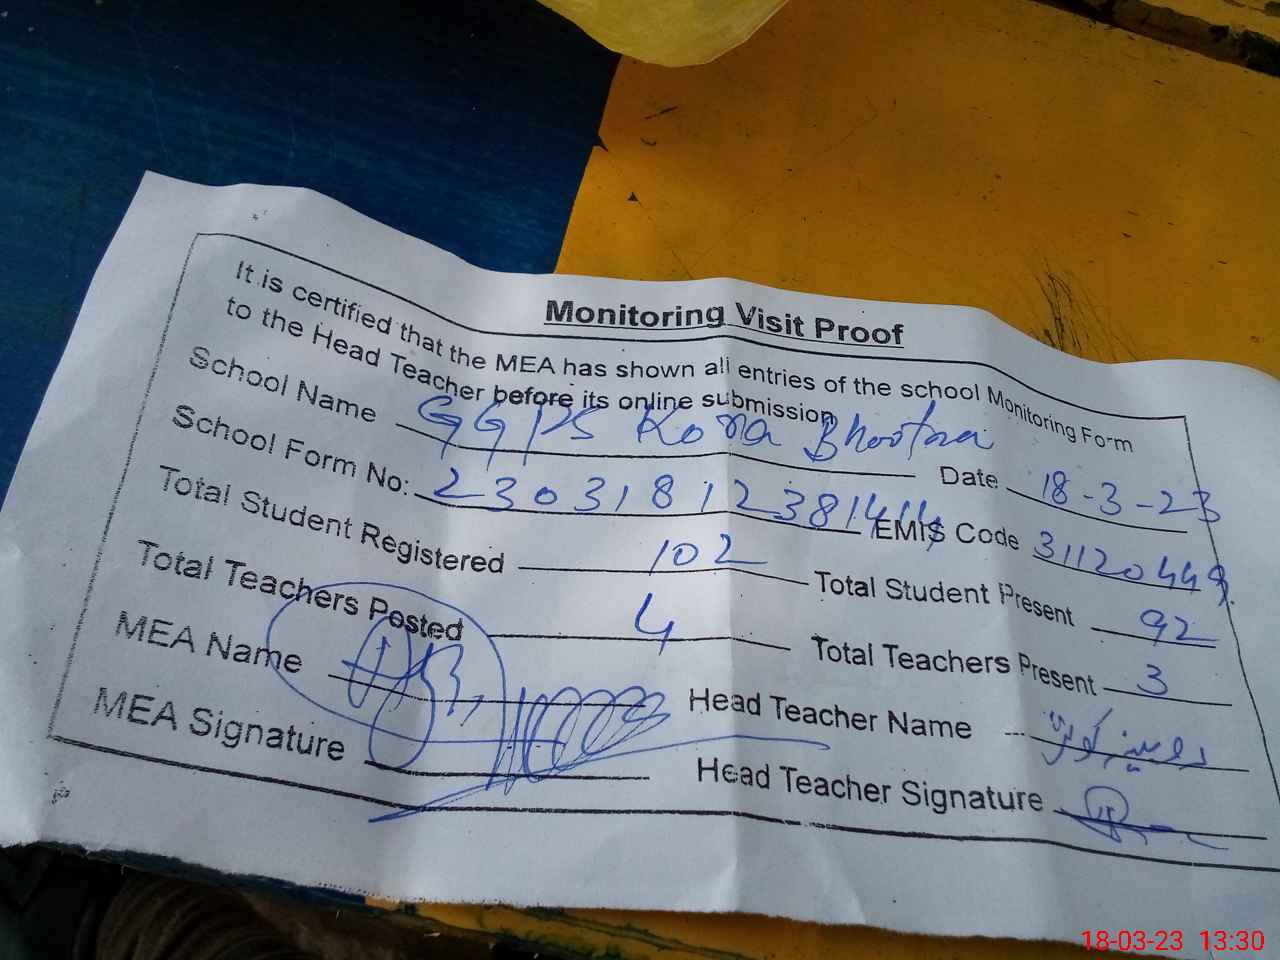 Monitoring Visit Proof
It is certified that the MEA has shown all entries of the school Monitoring Form
to the Head Teacher before its online submission
School Name GGPS Kora Bhootna Date 18-3-23
School Form No: EMIS Code 31120449
Total Student Registered 102 Total Student Present 92
Total Teachers Posted 4 Total Teachers Present 3
MEA Name Head Teacher Name
MEA Signature Head Teacher Signature
18-03-23 13:30